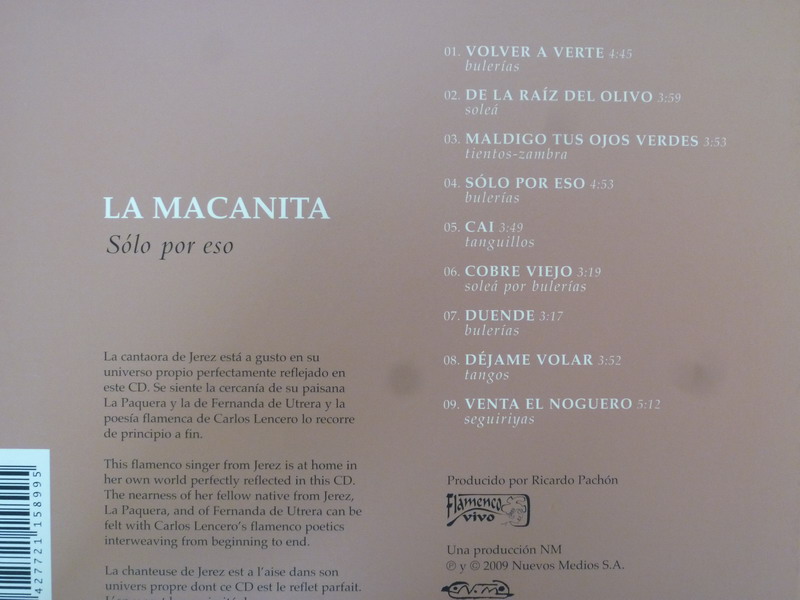 LA MACANITA
Sólo por eso
La cantaora de Jerez está a gusto en su
universo propio perfectamente reflejado en
este CD. Se siente la cercanía de su paisana
La Paquera y la de Fernanda de Utrera y la
poesía flamenca de Carlos Lencero lo recorre
de principio a fin.
This flamenco singer from Jerez is at home in
her own world perfectly reflected in this CD.
The nearness of her fellow native from Jerez,
La Paquera, and of Fernanda de Utrera can be
felt with Carlos Lencero's flamenco poetics
interweaving from beginning to end.
La chanteuse de Jerez est a l'aise dans son
univers propre dont ce CD est le reflet parfait.
427721 158995
01. VOLVER A VERTE 4:45
bulerías
02. DE LA RAÍZ DEL OLIVO 3:59
soleá
03. MALDIGO TUS OJOS VERDES 3:53
tientos-zambra
04. SÓLO POR ESO 4:53
bulerías
05. CAI 3:49
tanguillos
06. COBRE VIEJO 3:19
soleá por bulerías
07. DUENDE 3:17
bulerías
08. DÉJAME VOLAR 3:52
tangos
09. VENTA EL NOGUERO 5:12
seguiriyas
Producido por Ricardo Pachón
Flamenco
vivo
Una producción NM
℗ y © 2009 Nuevos Medios S.A.